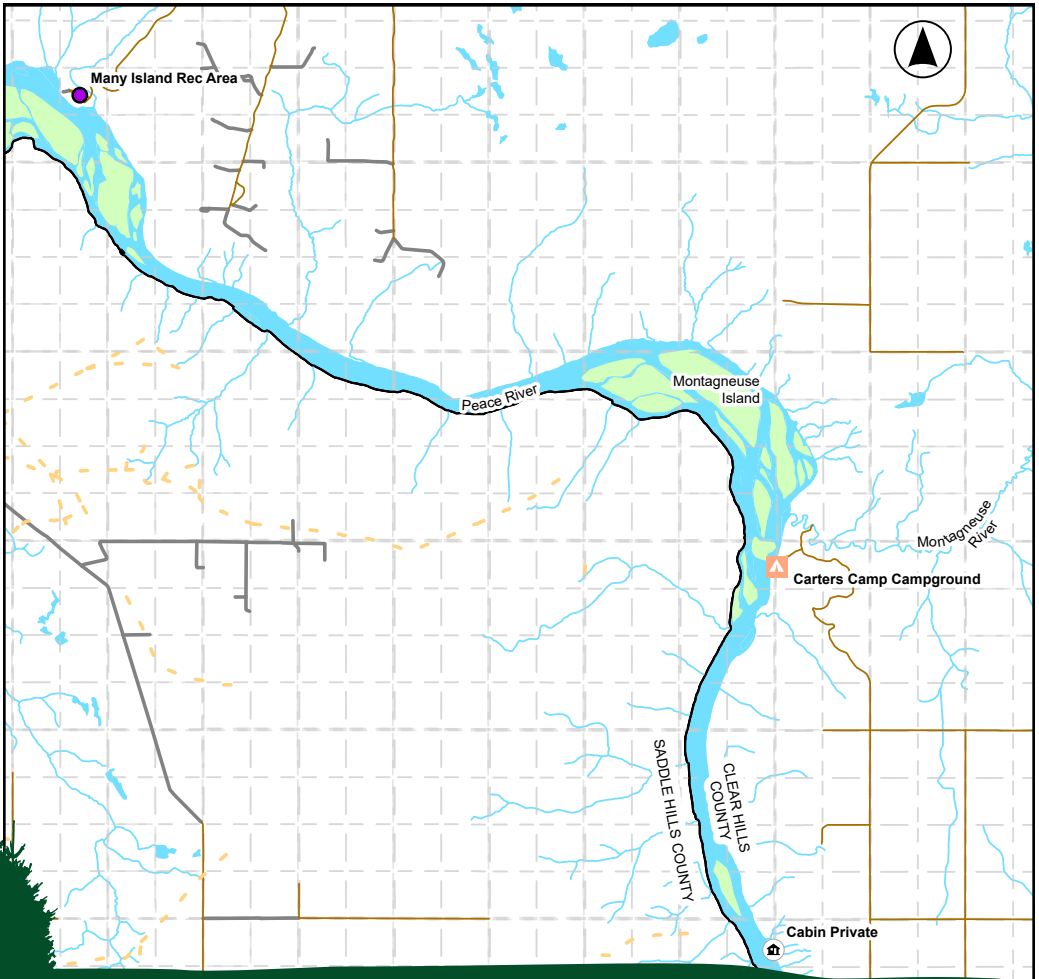 Many Island Rec Area
Montagneuse
Island
Peace River
Montagneuse
River
Carters Camp Campground
SADDLE HILLS COUNTY
CLEAR HILLS
COUNTY
Cabin Private